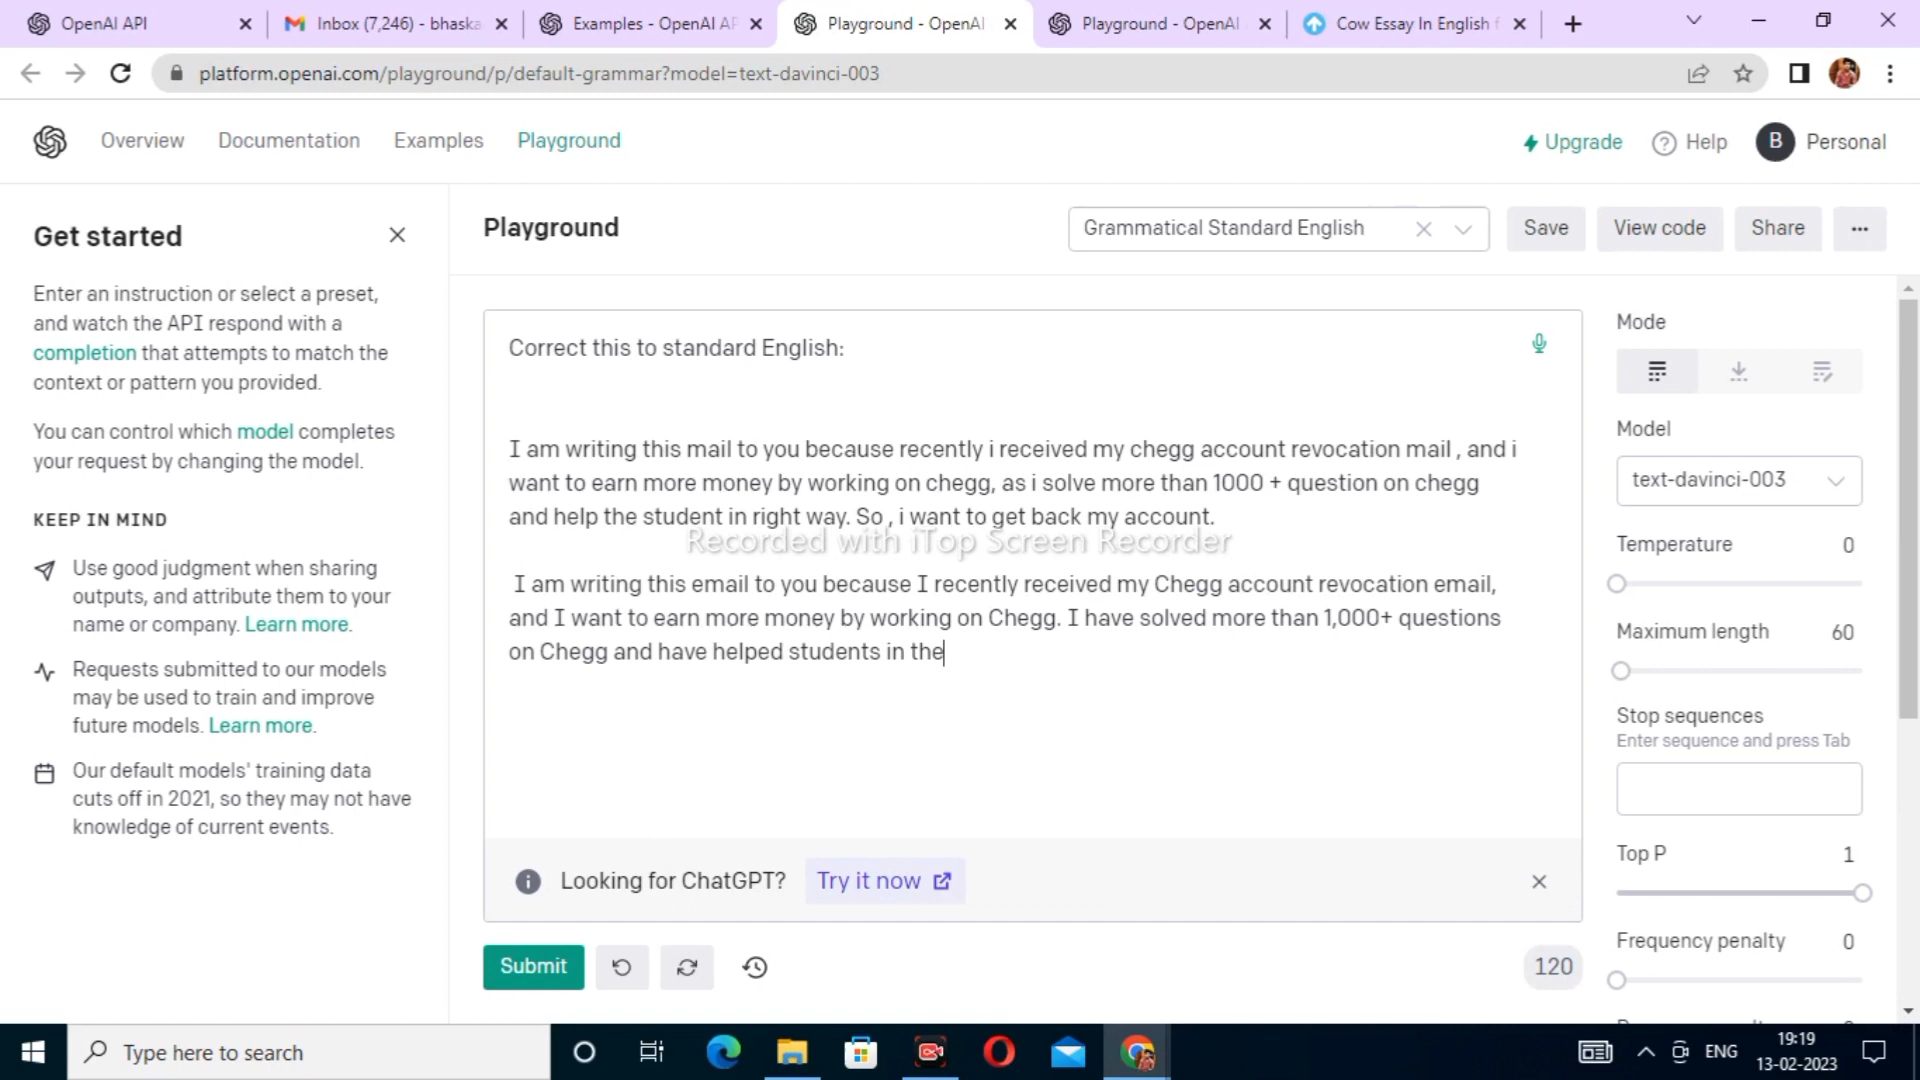 OpenAI API
Inbox (7,246) - bhaska
Examples - OpenAI AP
Playground - OpenAI
Playground - OpenAI
Cow Essay In English f
platform.openai.com/playground/p/default-grammar?model=text-davinci-003
Overview
Documentation
Examples
Playground
Upgrade
Help
B
Personal
Get started
Enter an instruction or select a preset,
and watch the API respond with a
completion that attempts to match the
context or pattern you provided.
You can control which model completes
your request by changing the model.
KEEP IN MIND
Use good judgment when sharing
outputs, and attribute them to your
name or company. Learn more.
Requests submitted to our models
may be used to train and improve
future models. Learn more.
Our default models' training data
cuts off in 2021, so they may not have
knowledge of current events.
Playground
Grammatical Standard English
Save
View code
Share
Correct this to standard English:
I am writing this mail to you because recently i received my chegg account revocation mail , and i
want to earn more money by working on chegg, as i solve more than 1000 + question on chegg
and help the student in right way. So , i want to get back my account.
Recorded with iTop Screen Recorder
I am writing this email to you because I recently received my Chegg account revocation email,
and I want to earn more money by working on Chegg. I have solved more than 1,000+ questions
on Chegg and have helped students in the
Looking for ChatGPT?
Try it now
Submit
120
Mode
Model
text-davinci-003
Temperature 0
Maximum length 60
Stop sequences
Enter sequence and press Tab
Top P 1
Frequency penalty 0
Type here to search
ENG
19:19
13-02-2023